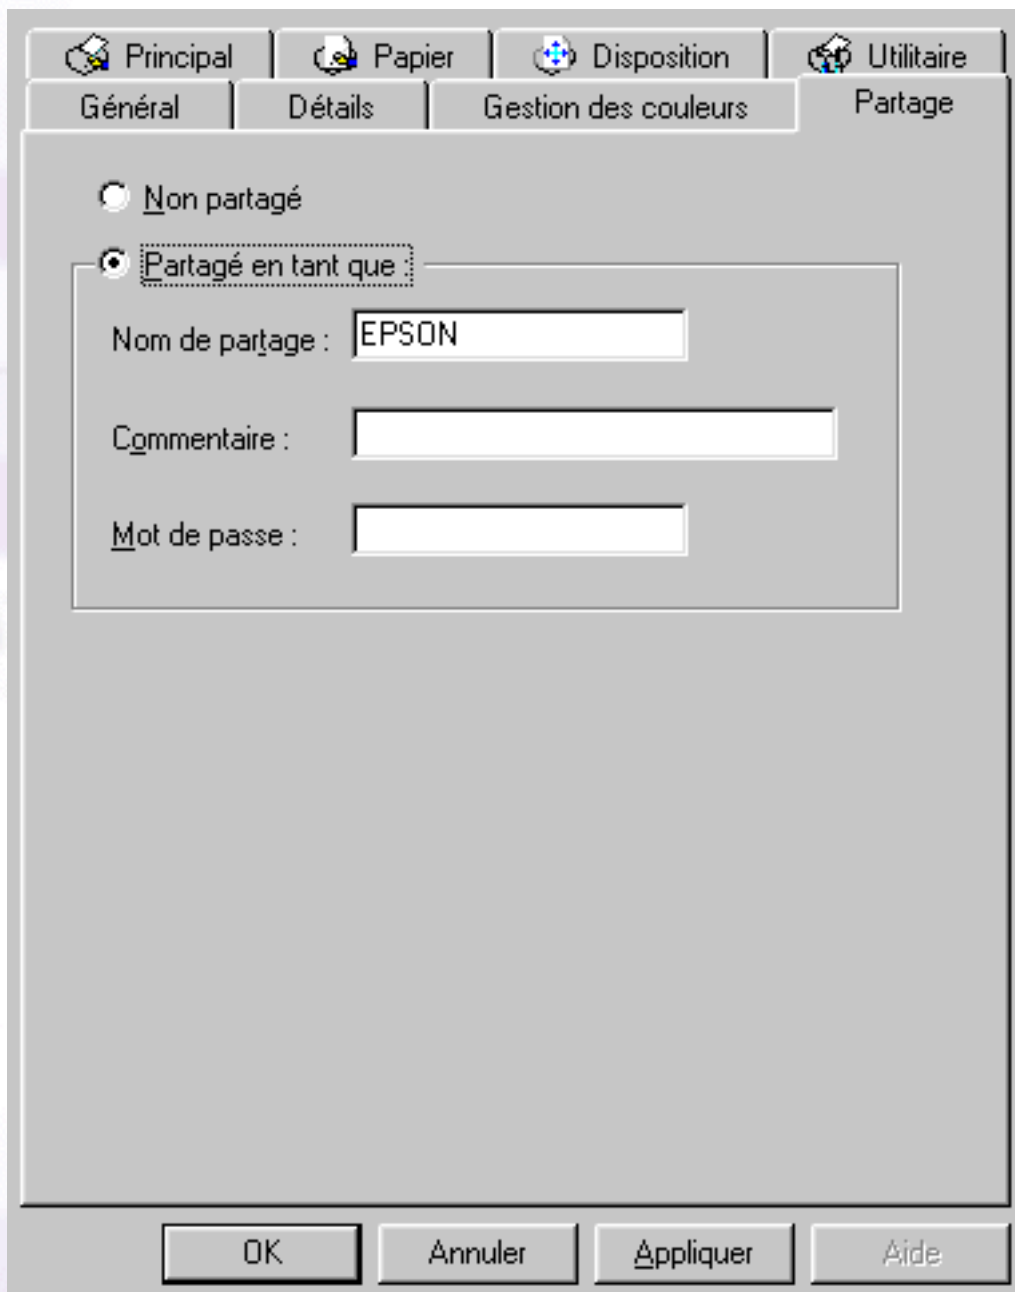 Principal Papier Disposition Utilitaire
Général Détails Gestion des couleurs Partage
Non partagé
Partagé en tant que :
Nom de partage : EPSON
Commentaire :
Mot de passe :
OK Annuler Appliquer Aide